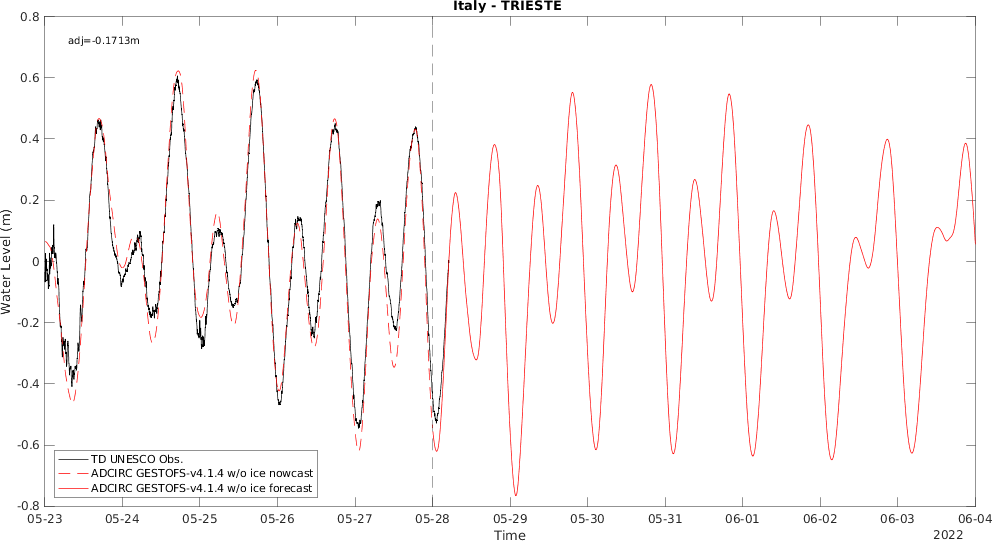 Italy - TRIESTE
adj=-0.1713m
Water Level (m)
0.8
0.6
0.4
0.2
0
-0.2
-0.4
-0.6
-0.8
TD UNESCO Obs.
ADCIRC GESTOFS-v4.1.4 w/o ice nowcast
ADCIRC GESTOFS-v4.1.4 w/o ice forecast
05-23 05-24 05-25 05-26 05-27 05-28 05-29 05-30 05-31 06-01 06-02 06-03 06-04
Time
2022